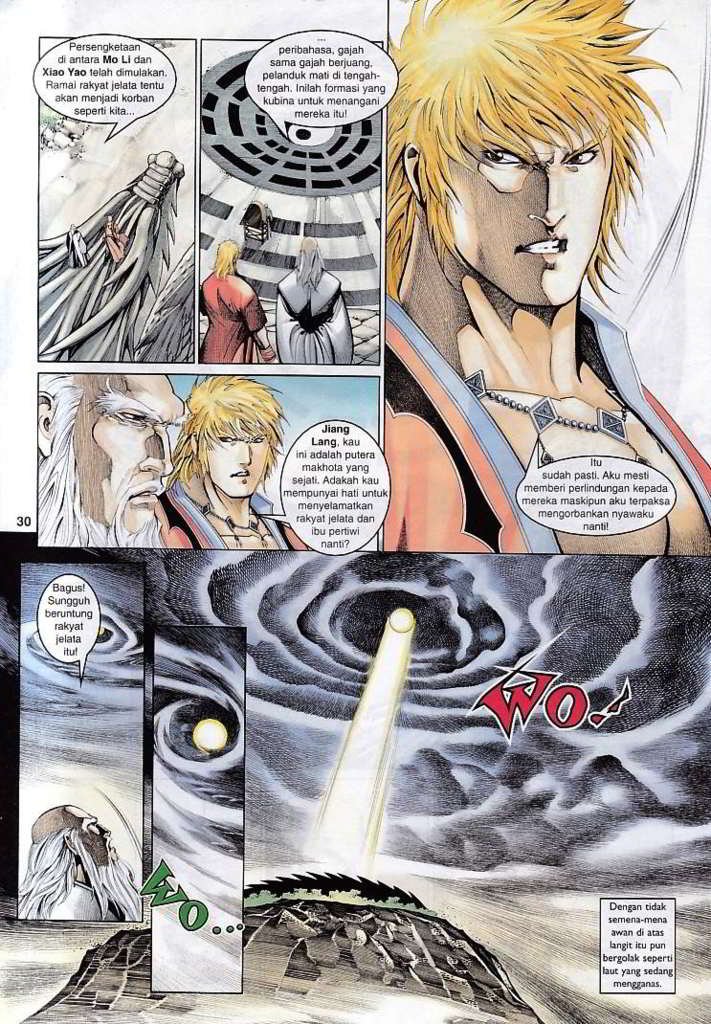 Persengketaan
di antara Mo Li dan
Xiao Yao telah dimulakan.
Ramai rakyat jelata tentu
akan menjadi korban
seperti kita...
...
peribahasa, gajah
sama gajah berjuang,
pelanduk mati di tengah-
tengah. Inilah formasi yang
kubina untuk menangani
mereka itu!
Itu
sudah pasti. Aku mesti
memberi perlindungan kepada
mereka maskipun aku terpaksa
mengorbankan nyawaku
nanti!
Jiang
Lang, kau
ini adalah putera
makhota yang
sejati. Adakah kau
mempunyai hati untuk
menyelamatkan
rakyat jelata dan
ibu pertiwi
nanti?
30
Bagus!
Sungguh
beruntung
rakyat
jelata
itu!
WO..!
WO...
Dengan tidak
semena-mena
awan di atas
langit itu pun
bergolak seperti
laut yang sedang
mengganas.